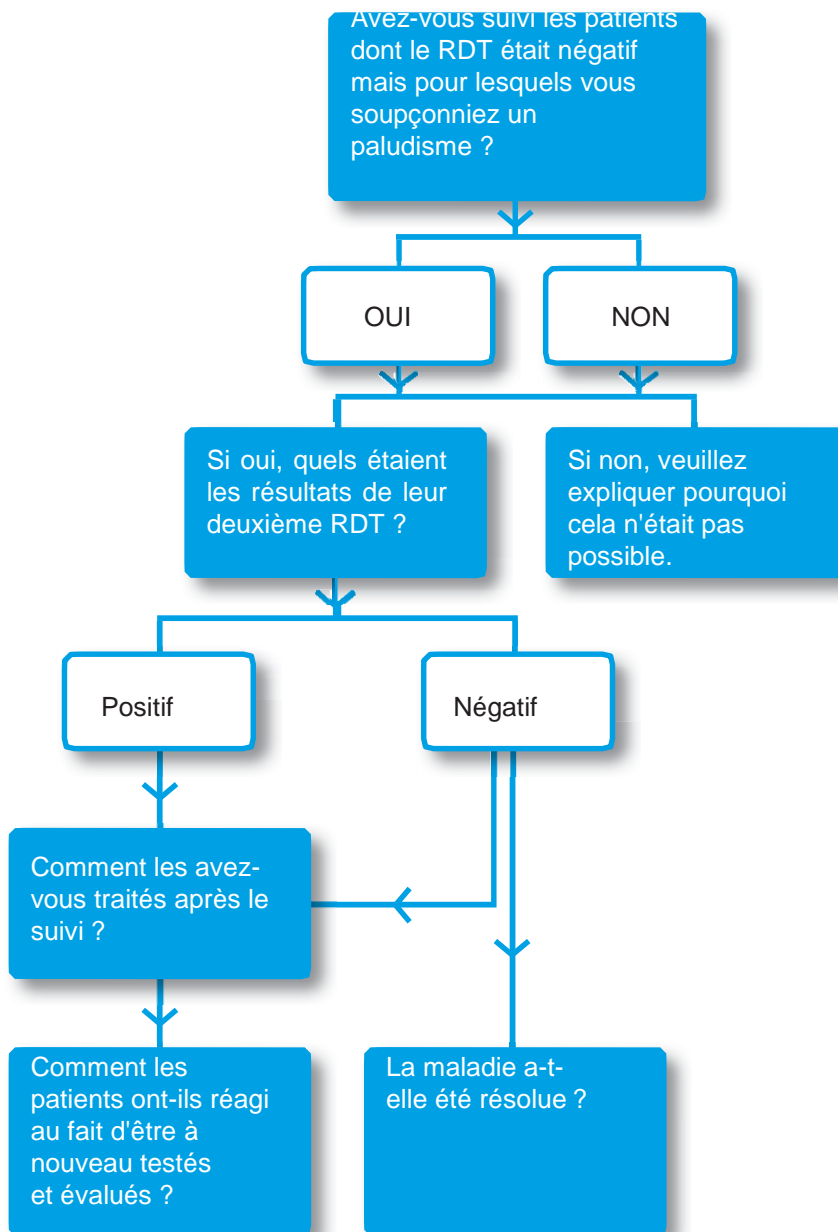 Avez-vous suivi les patients
dont le RDT était négatif
mais pour lesquels vous
soupçonniez un
paludisme ?
OUI
NON
Si oui, quels étaient
les résultats de leur
deuxième RDT ?
Si non, veuillez
expliquer pourquoi
cela n'était pas
possible.
Positif
Négatif
Comment les avez-
vous traités après le
suivi ?
Comment les
patients ont-ils réagi
au fait d'être à
nouveau testés
et évalués ?
La maladie a-t-
elle été résolue ?